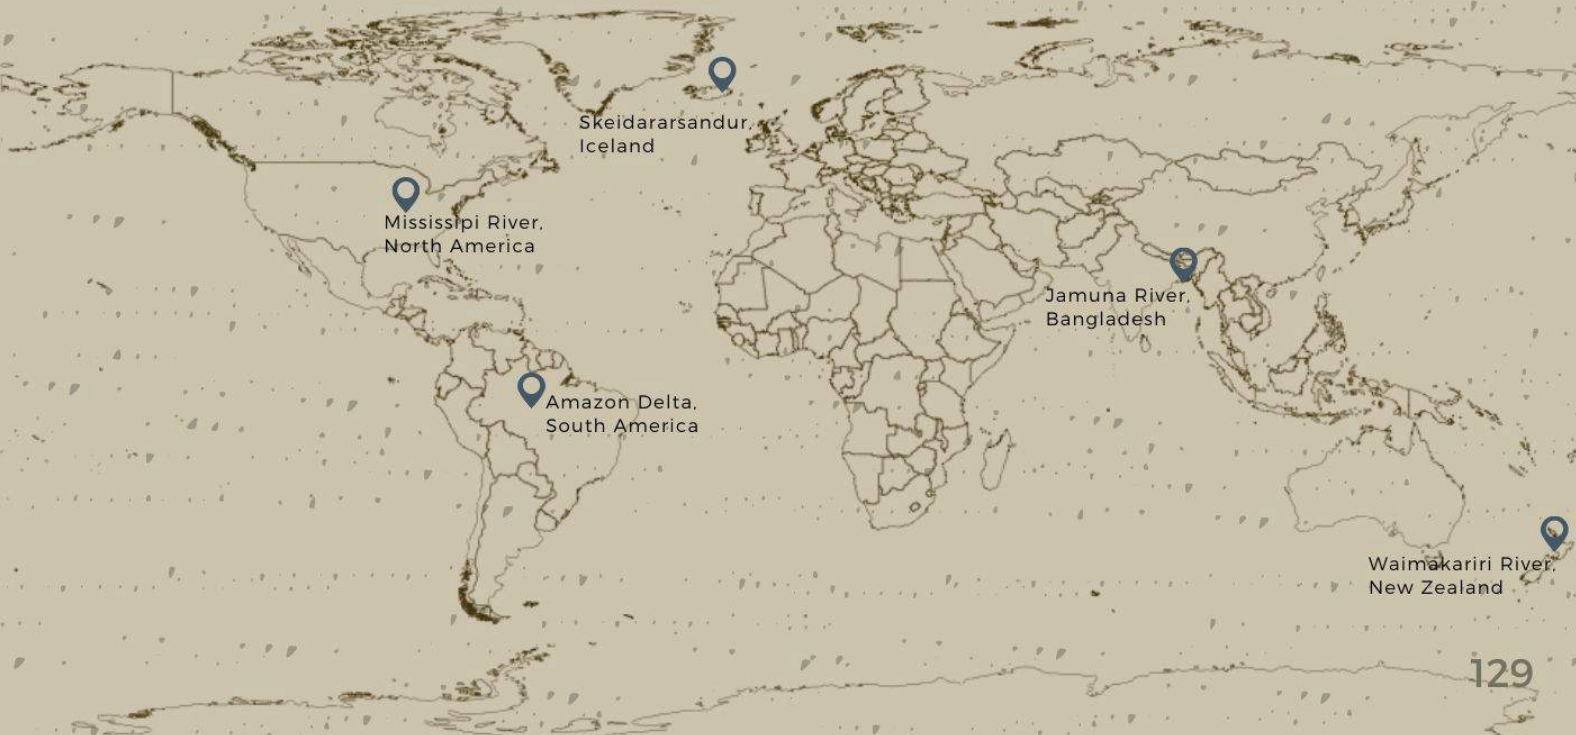 Skeidararsandur,
Iceland
Mississipi River,
North America
Jamuna River,
Bangladesh
Amazon Delta,
South America
Waimakariri River,
New Zealand
129